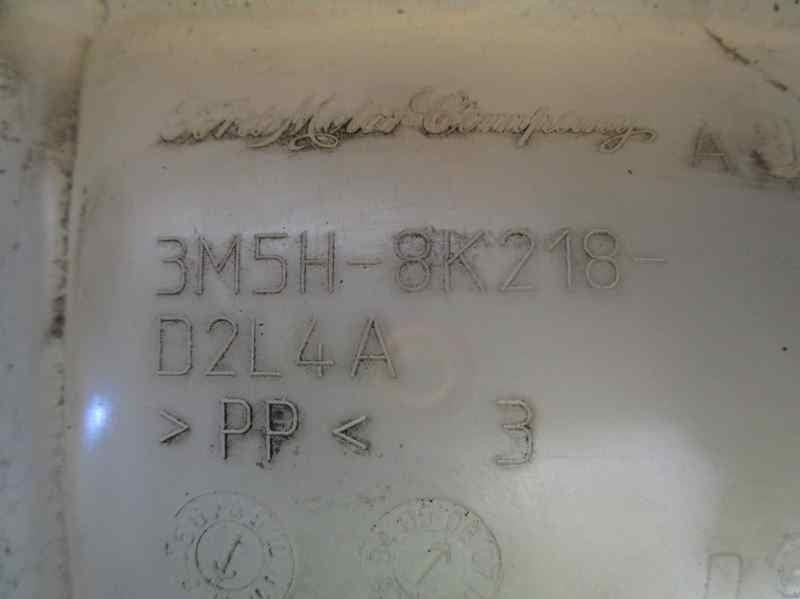 Ford Motor Company
A
3M5H-8K218-
D2L4A
>PP< 3